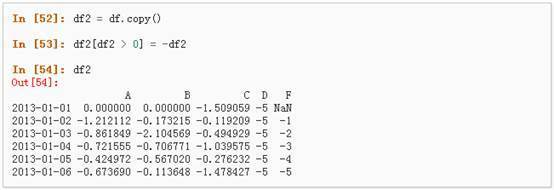 In [52]: df2 = df.copy()
In [53]: df2[df2 > 0] = -df2
In [54]: df2
Out[54]:
A B C D F
2013-01-01 0.000000 0.000000 -1.509059 -5 NaN
2013-01-02 -1.212112 -0.173215 -0.119209 -5 -1
2013-01-03 -0.861849 -2.104569 -0.494929 -5 -2
2013-01-04 -0.721555 -0.706771 -1.039575 -5 -3
2013-01-05 -0.424972 -0.567020 -0.276232 -5 -4
2013-01-06 -0.673690 -0.113648 -1.478427 -5 -5